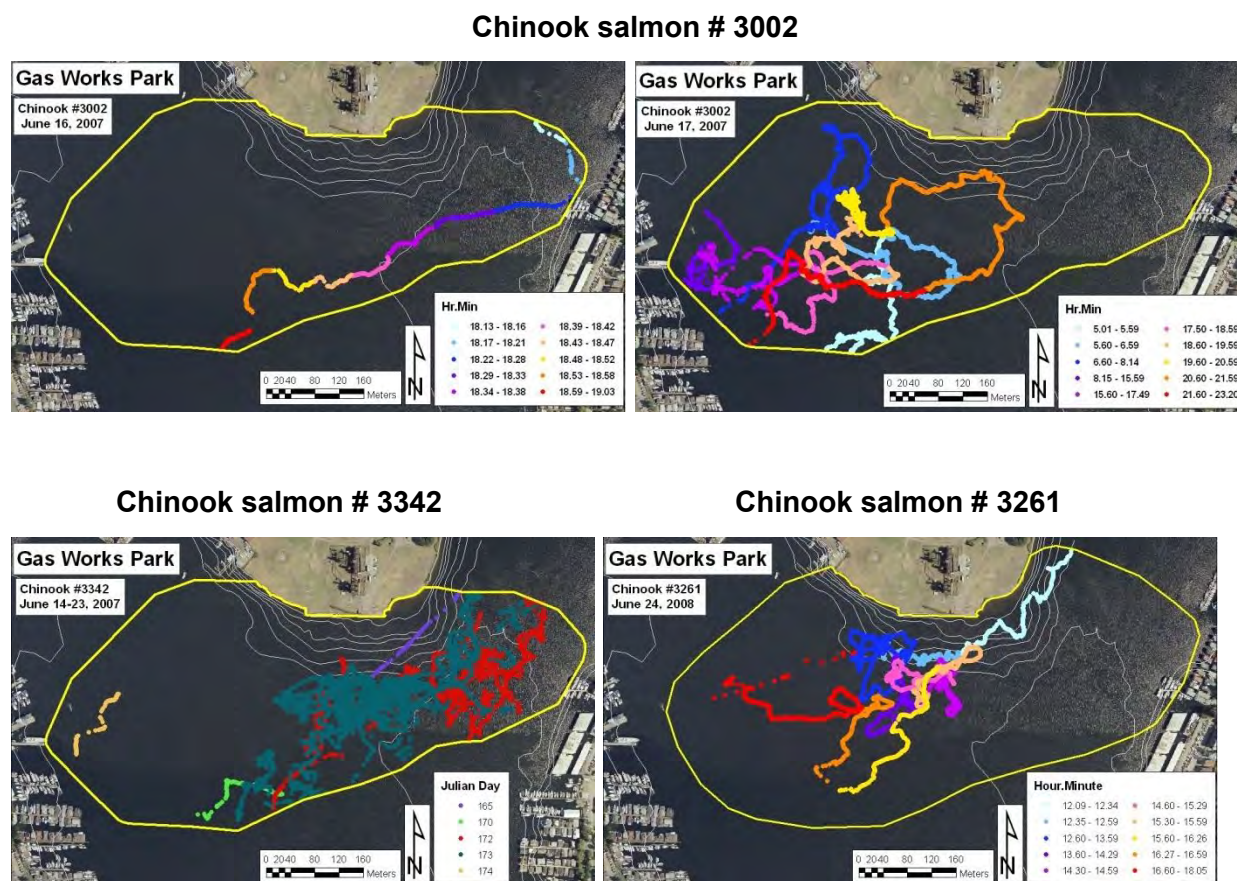 Chinook salmon # 3002
Gas Works Park
Chinook #3002
June 16, 2007
Hr.Min
18.13 - 18.16
18.39 - 18.42
18.17 - 18.21
18.43 - 18.47
18.22 - 18.28
18.48 - 18.52
18.29 - 18.33
18.53 - 18.58
18.34 - 18.38
18.59 - 19.03
0 20 40 80 120 160
Meters
N
Gas Works Park
Chinook #3002
June 17, 2007
Hr.Min
5.01 - 5.59
17.50 - 18.59
5.60 - 6.59
18.60 - 19.59
6.60 - 8.14
19.60 - 20.59
8.15 - 15.59
20.60 - 21.59
15.60 - 17.49
21.60 - 23.20
0 20 40 80 120 160
Meters
N
Chinook salmon # 3342
Gas Works Park
Chinook #3342
June 14-23, 2007
Julian Day
165
170
172
173
174
0 20 40 80 120 160
Meters
N
Chinook salmon # 3261
Gas Works Park
Chinook #3261
June 24, 2008
Hour.Minute
12.09 - 12.34
14.60 - 15.29
12.35 - 12.59
15.30 - 15.59
12.60 - 13.59
15.60 - 16.26
13.60 - 14.29
16.27 - 16.59
14.30 - 14.59
16.60 - 18.05
0 20 40 80 120 160
Meters
N